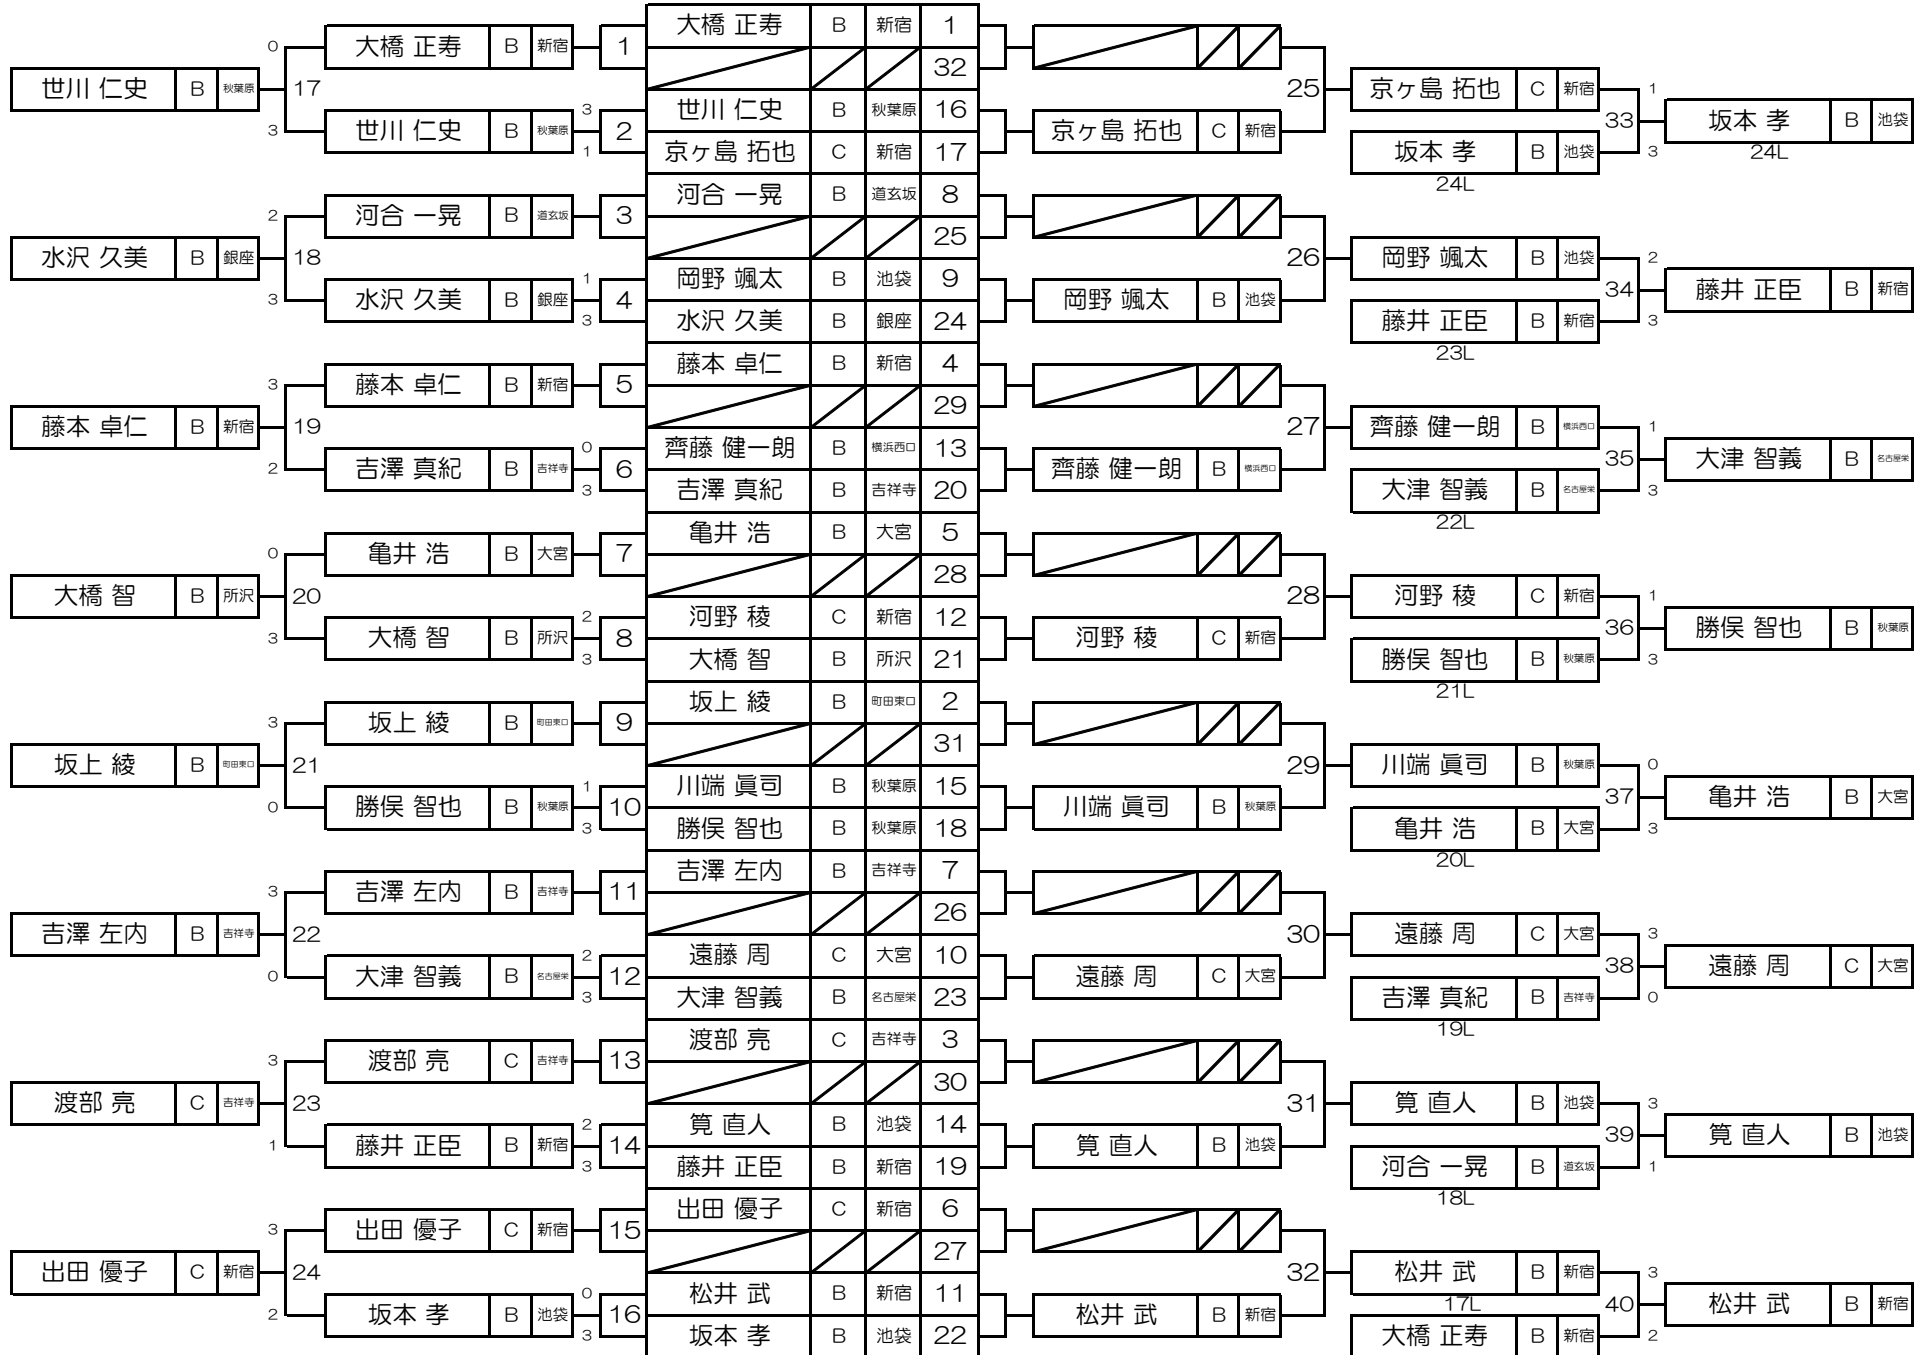 大橋 正寿 B 新宿 1
32
世川 仁史 B 秋葉原 16
京ヶ島 拓也 C 新宿 17
河合 一晃 B 道玄坂 8
25
岡野 颯太 B 池袋 9
水沢 久美 B 銀座 24
藤本 卓仁 B 新宿 4
29
齊藤 健一朗 B 横浜西口 13
吉澤 真紀 B 吉祥寺 20
亀井 浩 B 大宮 5
28
河野 稜 C 新宿 12
大橋 智 B 所沢 21
坂上 綾 B 町田東口 2
31
川端 眞司 B 秋葉原 15
勝俣 智也 B 秋葉原 18
吉澤 左内 B 吉祥寺 7
26
遠藤 周 C 大宮 10
大津 智義 B 名古屋栄 23
渡部 亮 C 吉祥寺 3
30
筧 直人 B 池袋 14
藤井 正臣 B 新宿 19
出田 優子 C 新宿 6
27
松井 武 B 新宿 11
坂本 孝 B 池袋 22
0 大橋 正寿 B 新宿 1
世川 仁史 B 秋葉原 17
3 世川 仁史 B 秋葉原 3 2 1
2 河合 一晃 B 道玄坂 3
水沢 久美 B 銀座 18
3 水沢 久美 B 銀座 1 4 3
3 藤本 卓仁 B 新宿 5
藤本 卓仁 B 新宿 19
2 吉澤 真紀 B 吉祥寺 0 6 3
0 亀井 浩 B 大宮 7
大橋 智 B 所沢 20
3 大橋 智 B 所沢 2 8 3
3 坂上 綾 B 町田東口 9
坂上 綾 B 町田東口 21
0 勝俣 智也 B 秋葉原 1 10 3
3 吉澤 左内 B 吉祥寺 11
吉澤 左内 B 吉祥寺 22
0 大津 智義 B 名古屋栄 2 12 3
3 渡部 亮 C 吉祥寺 13
渡部 亮 C 吉祥寺 23
1 藤井 正臣 B 新宿 2 14 3
3 出田 優子 C 新宿 15
出田 優子 C 新宿 24
2 坂本 孝 B 池袋 0 16 3
25 京ヶ島 拓也 C 新宿 1
京ヶ島 拓也 C 新宿 33 坂本 孝 B 池袋
坂本 孝 B 池袋 3 24L
24L
26 岡野 颯太 B 池袋 2
岡野 颯太 B 池袋 34 藤井 正臣 B 新宿
藤井 正臣 B 新宿 3
23L
27 齊藤 健一朗 B 横浜西口 1
齊藤 健一朗 B 横浜西口 35 大津 智義 B 名古屋栄
大津 智義 B 名古屋栄 3
22L
28 河野 稜 C 新宿 1
河野 稜 C 新宿 36 勝俣 智也 B 秋葉原
勝俣 智也 B 秋葉原 3
21L
29 川端 眞司 B 秋葉原 0
川端 眞司 B 秋葉原 37 亀井 浩 B 大宮
亀井 浩 B 大宮 3
20L
30 遠藤 周 C 大宮 3
遠藤 周 C 大宮 38 遠藤 周 C 大宮
吉澤 真紀 B 吉祥寺 0
19L
31 筧 直人 B 池袋 3
筧 直人 B 池袋 39 筧 直人 B 池袋
河合 一晃 B 道玄坂 1
18L
32 松井 武 B 新宿 3
17L
松井 武 B 新宿 40 松井 武 B 新宿
大橋 正寿 B 新宿 2